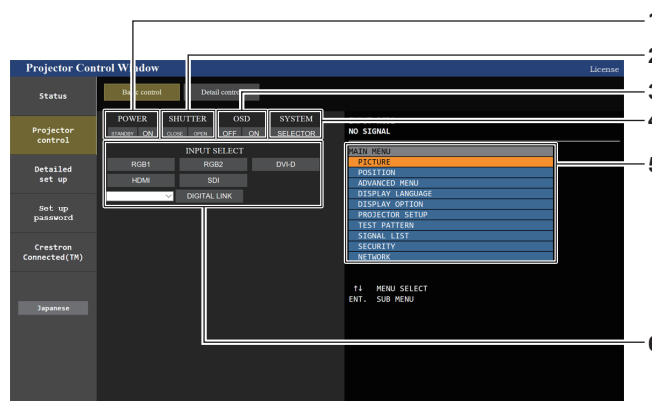 1
Projector Control Window
License
2
Status
Basic control
Detail control
3
POWER
SHUTTER
OSD
SYSTEM
4
STANDBY ON
CLOSE OPEN
OFF ON
SELECTOR
Projector control
NO SIGNAL
INPUT SELECT
MAIN MENU
RGB1
RGB2
DVI-D
PICTURE
5
POSITION
HDMI
SDI
ADVANCED MENU
Detailed set up
DISPLAY LANGUAGE
DIGITAL LINK
DISPLAY OPTION
PROJECTOR SETUP
Set up password
TEST PATTERN
SIGNAL LIST
SECURITY
Crestron Connected(TM)
NETWORK
↑↓ MENU SELECT
ENT. SUB MENU
Japanese
6